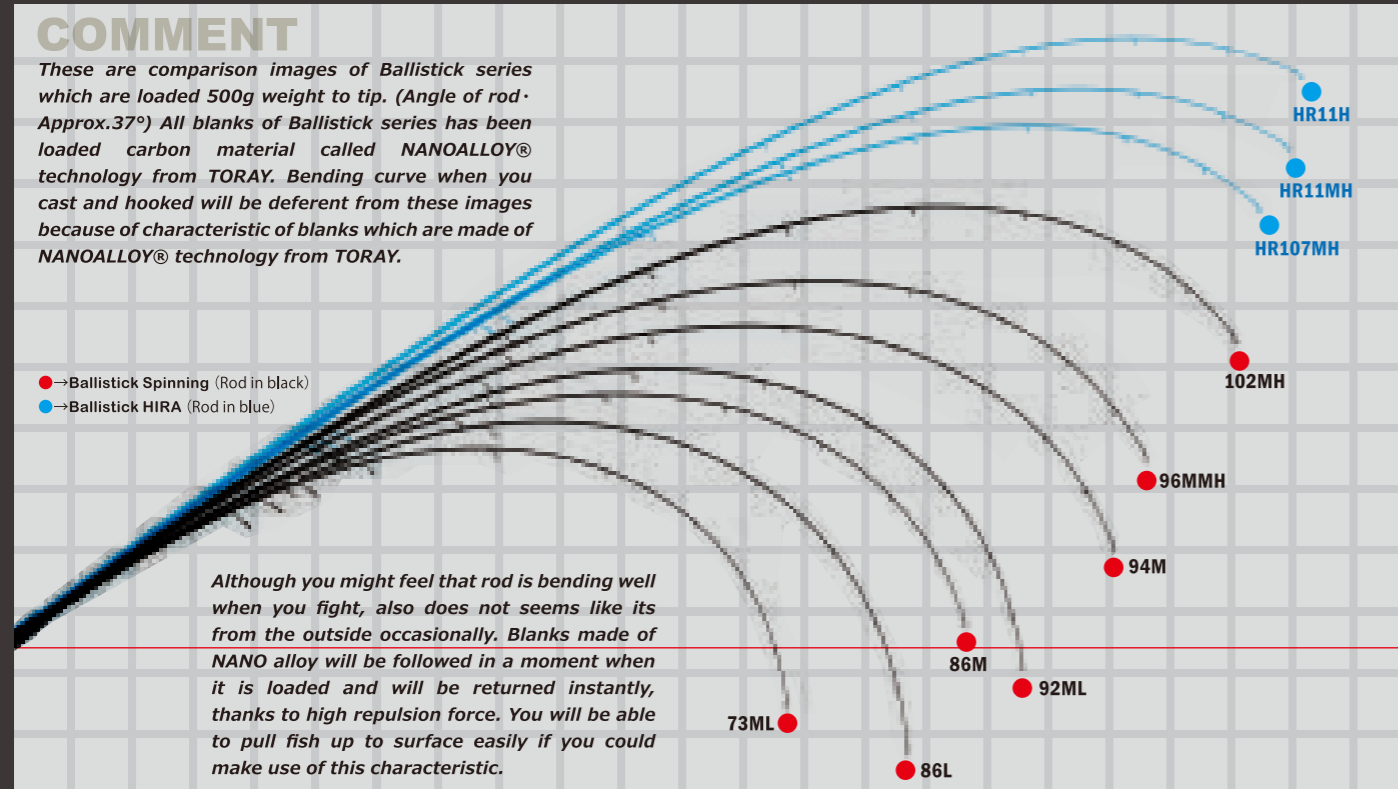 COMMENT
These are comparison images of Ballistick series
which are loaded 500g weight to tip. (Angle of rod･
Approx.37°) All blanks of Ballistick series has been
loaded carbon material called NANOALLOY®
technology from TORAY. Bending curve when you
cast and hooked will be deferent from these images
because of characteristic of blanks which are made of
NANOALLOY® technology from TORAY.
HR11H
HR11MH
HR107MH
→Ballistick Spinning (Rod in black)
→Ballistick HIRA (Rod in blue)
102MH
96MMH
94M
86M
92ML
73ML
86L
Although you might feel that rod is bending well
when you fight, also does not seems like its
from the outside occasionally. Blanks made of
NANO alloy will be followed in a moment when
it is loaded and will be returned instantly,
thanks to high repulsion force. You will be able
to pull fish up to surface easily if you could
make use of this characteristic.